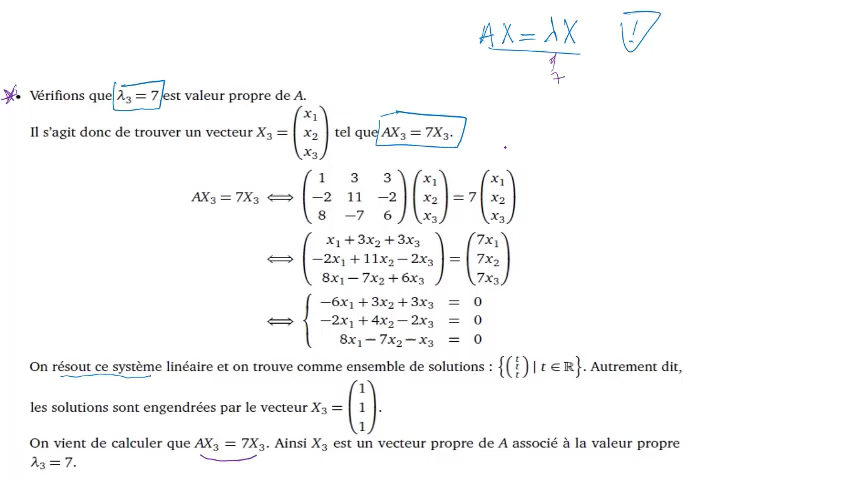 AX = λX !
7
• Vérifions que λ₃ = 7 est valeur propre de A.
Il s'agit donc de trouver un vecteur X₃ = (x₁ x₂ x₃) tel que AX₃ = 7X₃.
AX₃ = 7X₃ ⟺ (1 3 3; −2 11 −2; 8 −7 6)(x₁ x₂ x₃) = 7(x₁ x₂ x₃)
⟺ (x₁ + 3x₂ + 3x₃; −2x₁ + 11x₂ − 2x₃; 8x₁ − 7x₂ + 6x₃) = (7x₁ 7x₂ 7x₃)
⟺ { −6x₁ + 3x₂ + 3x₃ = 0
−2x₁ + 4x₂ − 2x₃ = 0
8x₁ − 7x₂ − x₃ = 0
On résout ce système linéaire et on trouve comme ensemble de solutions : {(t t t) | t ∈ ℝ}. Autrement dit,
les solutions sont engendrées par le vecteur X₃ = (1 1 1).
On vient de calculer que AX₃ = 7X₃. Ainsi X₃ est un vecteur propre de A associé à la valeur propre
λ₃ = 7.